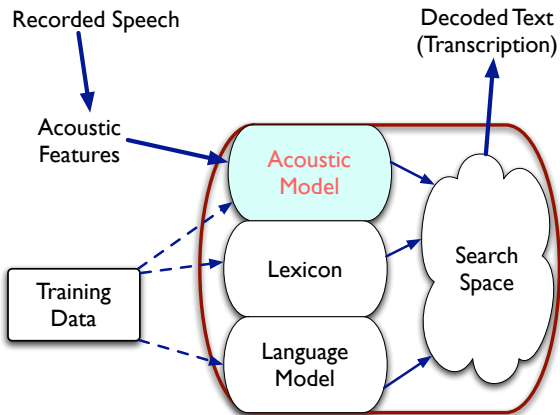 Recorded Speech
Decoded Text
(Transcription)
Acoustic
Features
Acoustic
Model
Lexicon
Search
Space
Training
Data
Language
Model